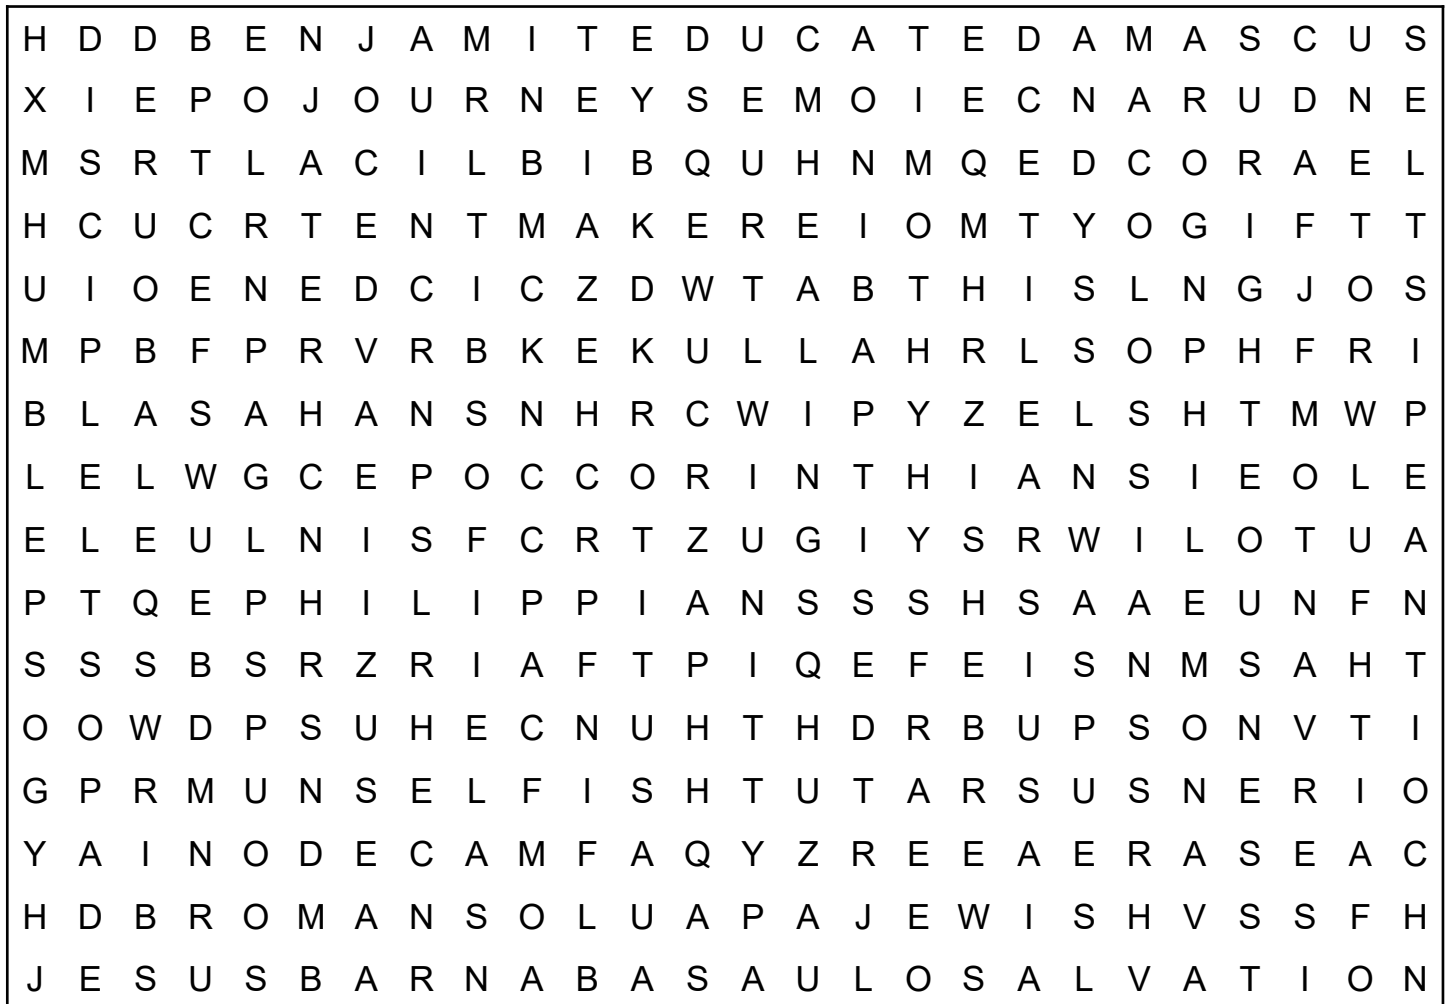 H D D B E N J A M I T E D U C A T E D A M A S C U S
X I E P O J O U R N E Y S E M O I E C N A R U D N E
M S R T L A C I L B I B Q U H N M Q E D C O R A E L
H C U C R T E N T M A K E R E I O M T Y O G I F T T
U I O E N E D C I C Z D W T A B T H I S L N G J O S
M P B F P R V R B K E K U L L A H R L S O P H F R I
B L A S A H A N S N H R C W I P Y Z E L S H T M W P
L E L W G C E P O C C O R I N T H I A N S I E O L E
E L E U L N I S F C R T Z U G I Y S R W I L O T U A
P T Q E P H I L I P P I A N S S S H S A A E U N F N
S S S B S R Z R I A F T P I Q E F E I S N M S A H T
O O W D P S U H E C N U H T H D R B U P S O N V T I
G P R M U N S E L F I S H T U T A R S U S N E R I O
Y A I N O D E C A M F A Q Y Z R E E A E R A S E A C
H D B R O M A N S O L U A P A J E W I S H V S S F H
J E S U S B A R N A B A S A U L O S A L V A T I O N